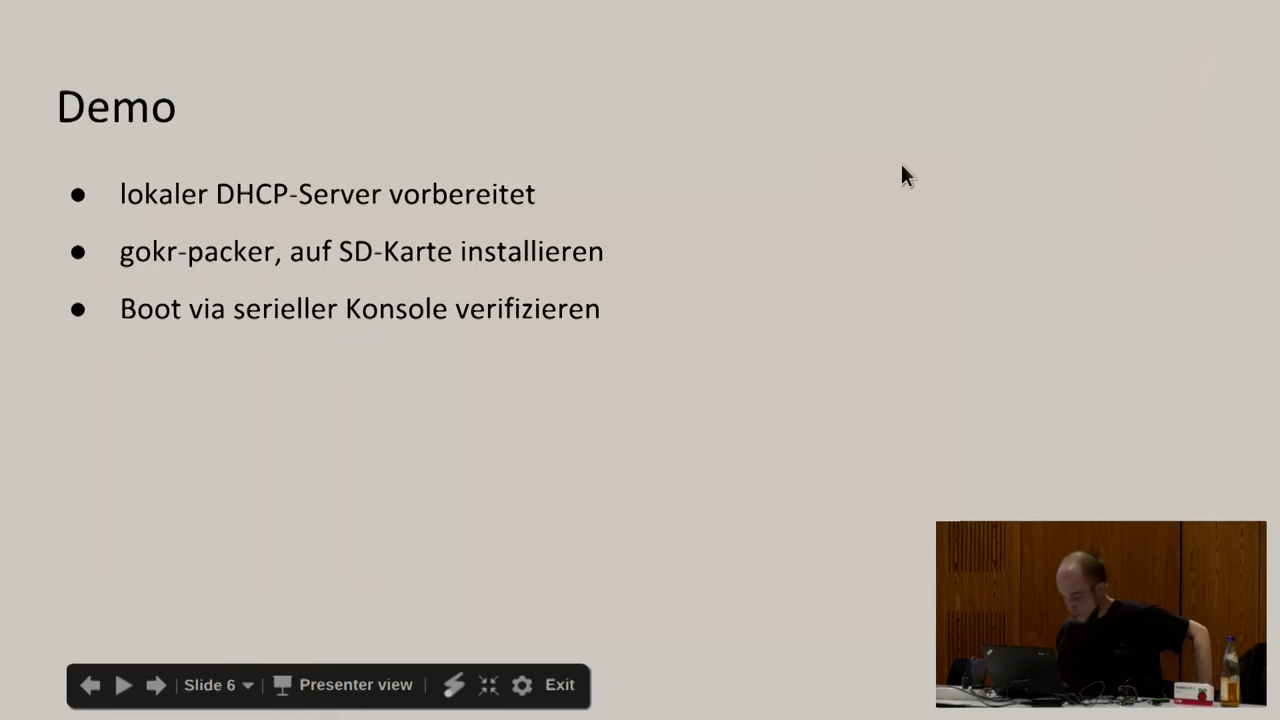 Demo
● lokaler DHCP-Server vorbereitet
● gokr-packer, auf SD-Karte installieren
● Boot via serieller Konsole verifizieren
Slide 6
Presenter view
Exit